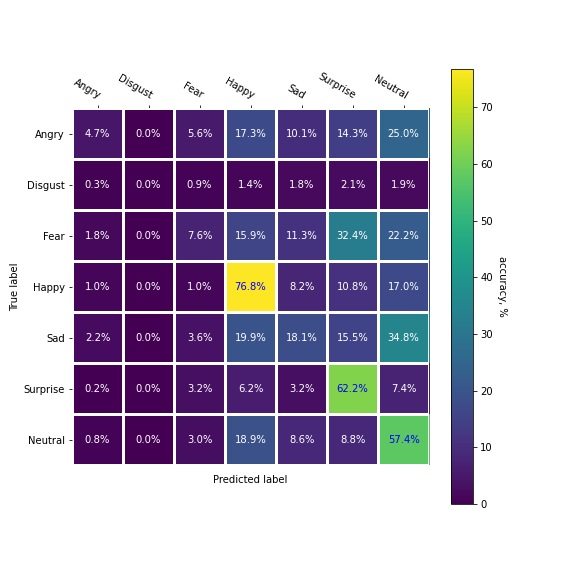 Angry Disgust Fear Happy Sad Surprise Neutral
Angry 4.7% 0.0% 5.6% 17.3% 10.1% 14.3% 25.0%
Disgust 0.3% 0.0% 0.9% 1.4% 1.8% 2.1% 1.9%
Fear 1.8% 0.0% 7.6% 15.9% 11.3% 32.4% 22.2%
Happy 1.0% 0.0% 1.0% 76.8% 8.2% 10.8% 17.0%
Sad 2.2% 0.0% 3.6% 19.9% 18.1% 15.5% 34.8%
Surprise 0.2% 0.0% 3.2% 6.2% 3.2% 62.2% 7.4%
Neutral 0.8% 0.0% 3.0% 18.9% 8.6% 8.8% 57.4%
True label
Predicted label
70
60
50
40
30
20
10
0
accuracy, %